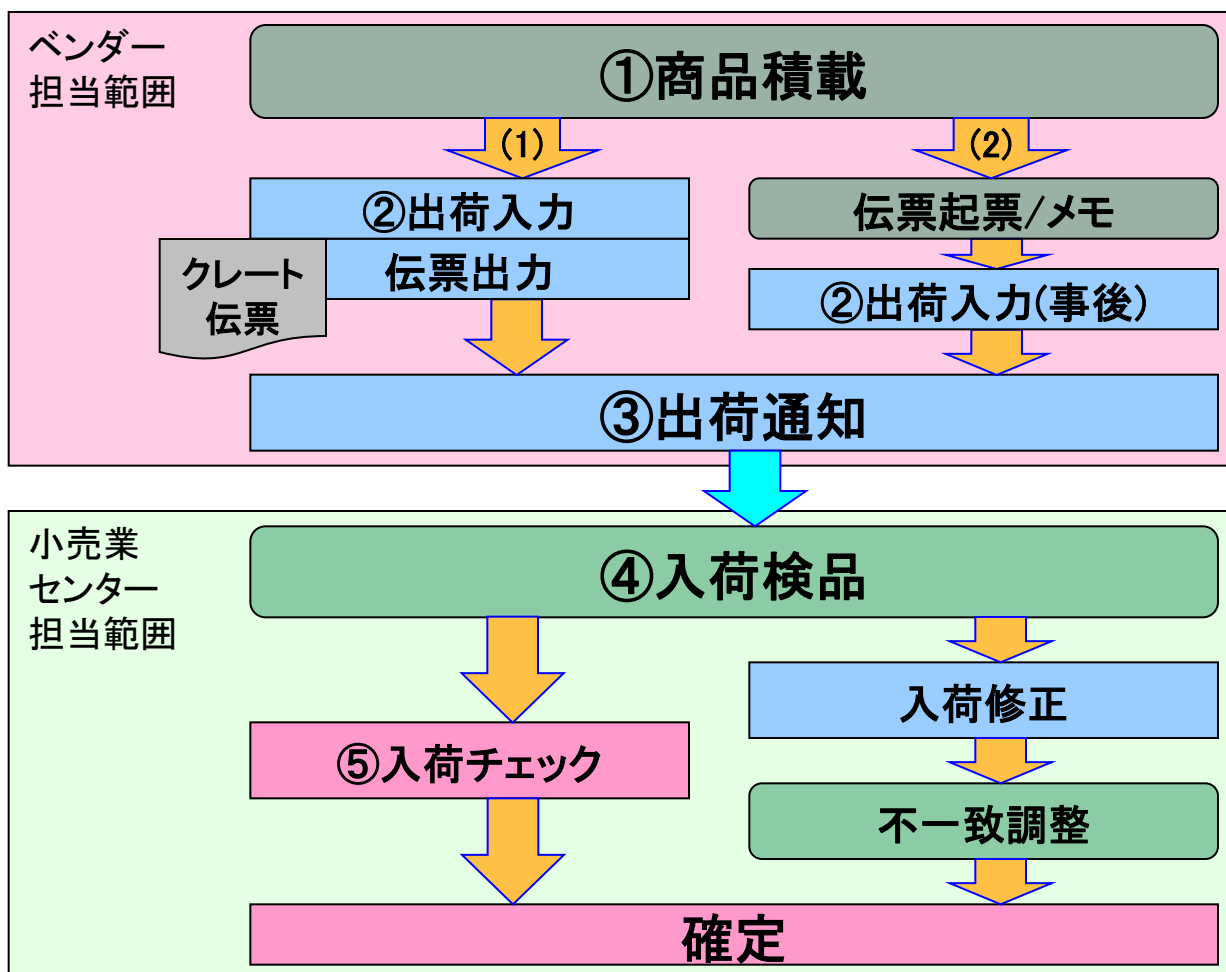 ベンダー
担当範囲
①商品積載
(1)
(2)
②出荷入力
伝票起票/メモ
クレート
伝票
伝票出力
②出荷入力(事後)
③出荷通知
小売業
センター
担当範囲
④入荷検品
入荷修正
⑤入荷チェック
不一致調整
確定